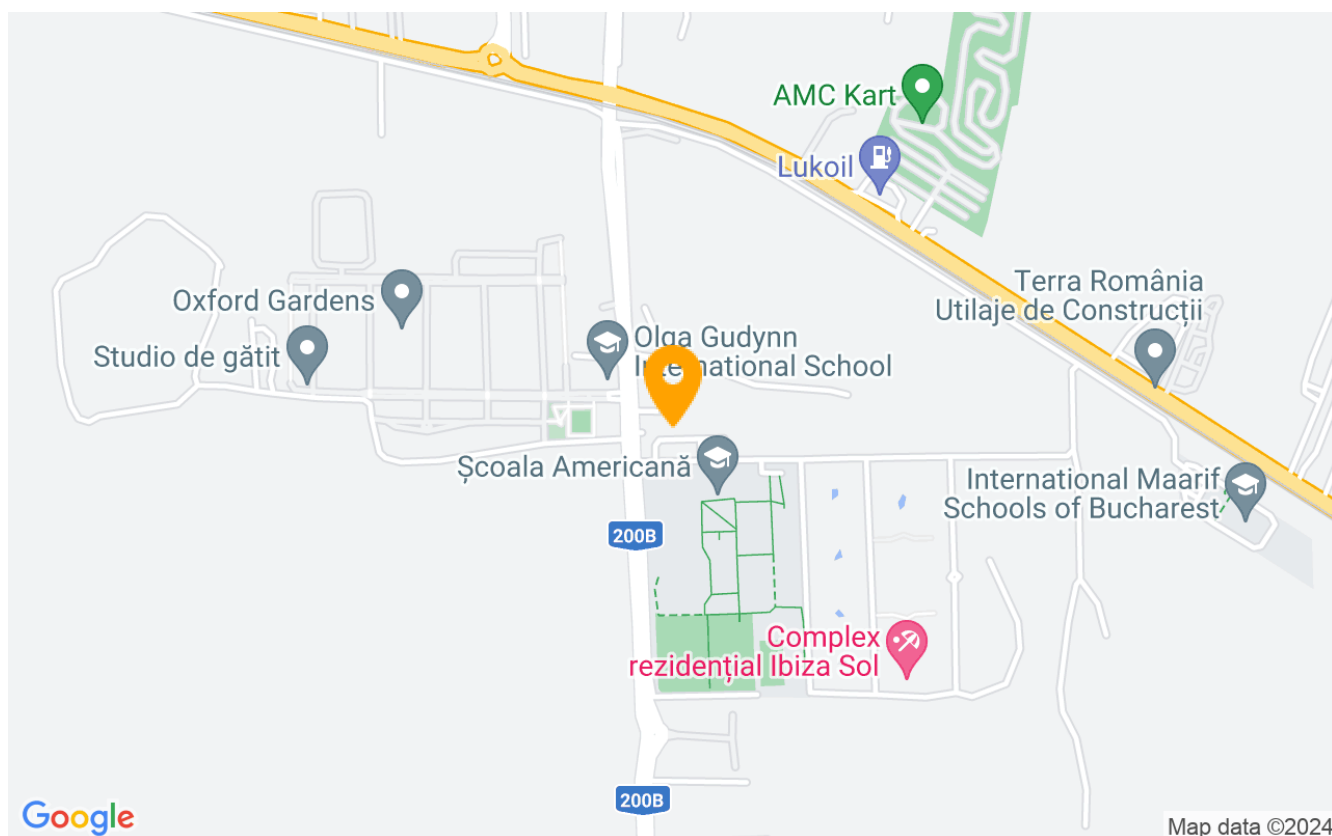 AMC Kart
Lukoil
Terra România
Utilaje de Construcții
Oxford Gardens
Studio de gătit
Olga Gudynn
International School
Școala Americană
International Maarif
Schools of Bucharest
200B
Complex
rezidențial Ibiza Sol
200B
Google
Map data ©2024